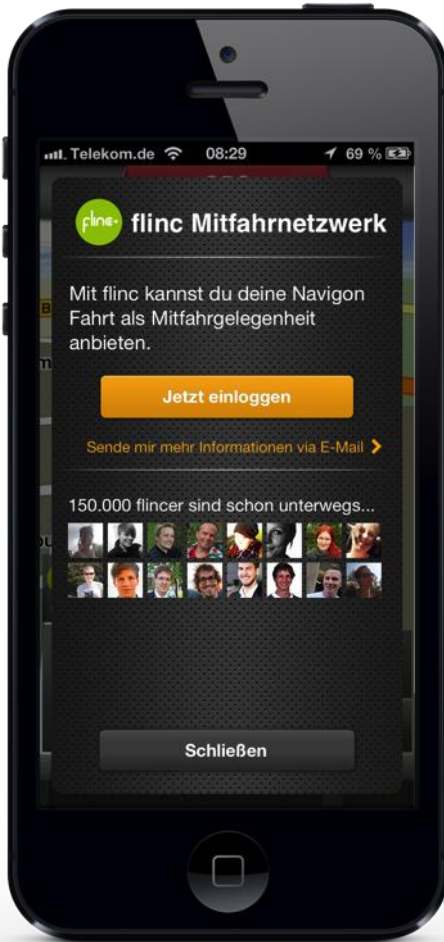 Telekom.de 08:29 69 %
flinc flinc Mitfahrnetzwerk
Mit flinc kannst du deine Navigon
Fahrt als Mitfahrgelegenheit
anbieten.
Jetzt einloggen
Sende mir mehr Informationen via E-Mail
150.000 flincer sind schon unterwegs...
Schließen